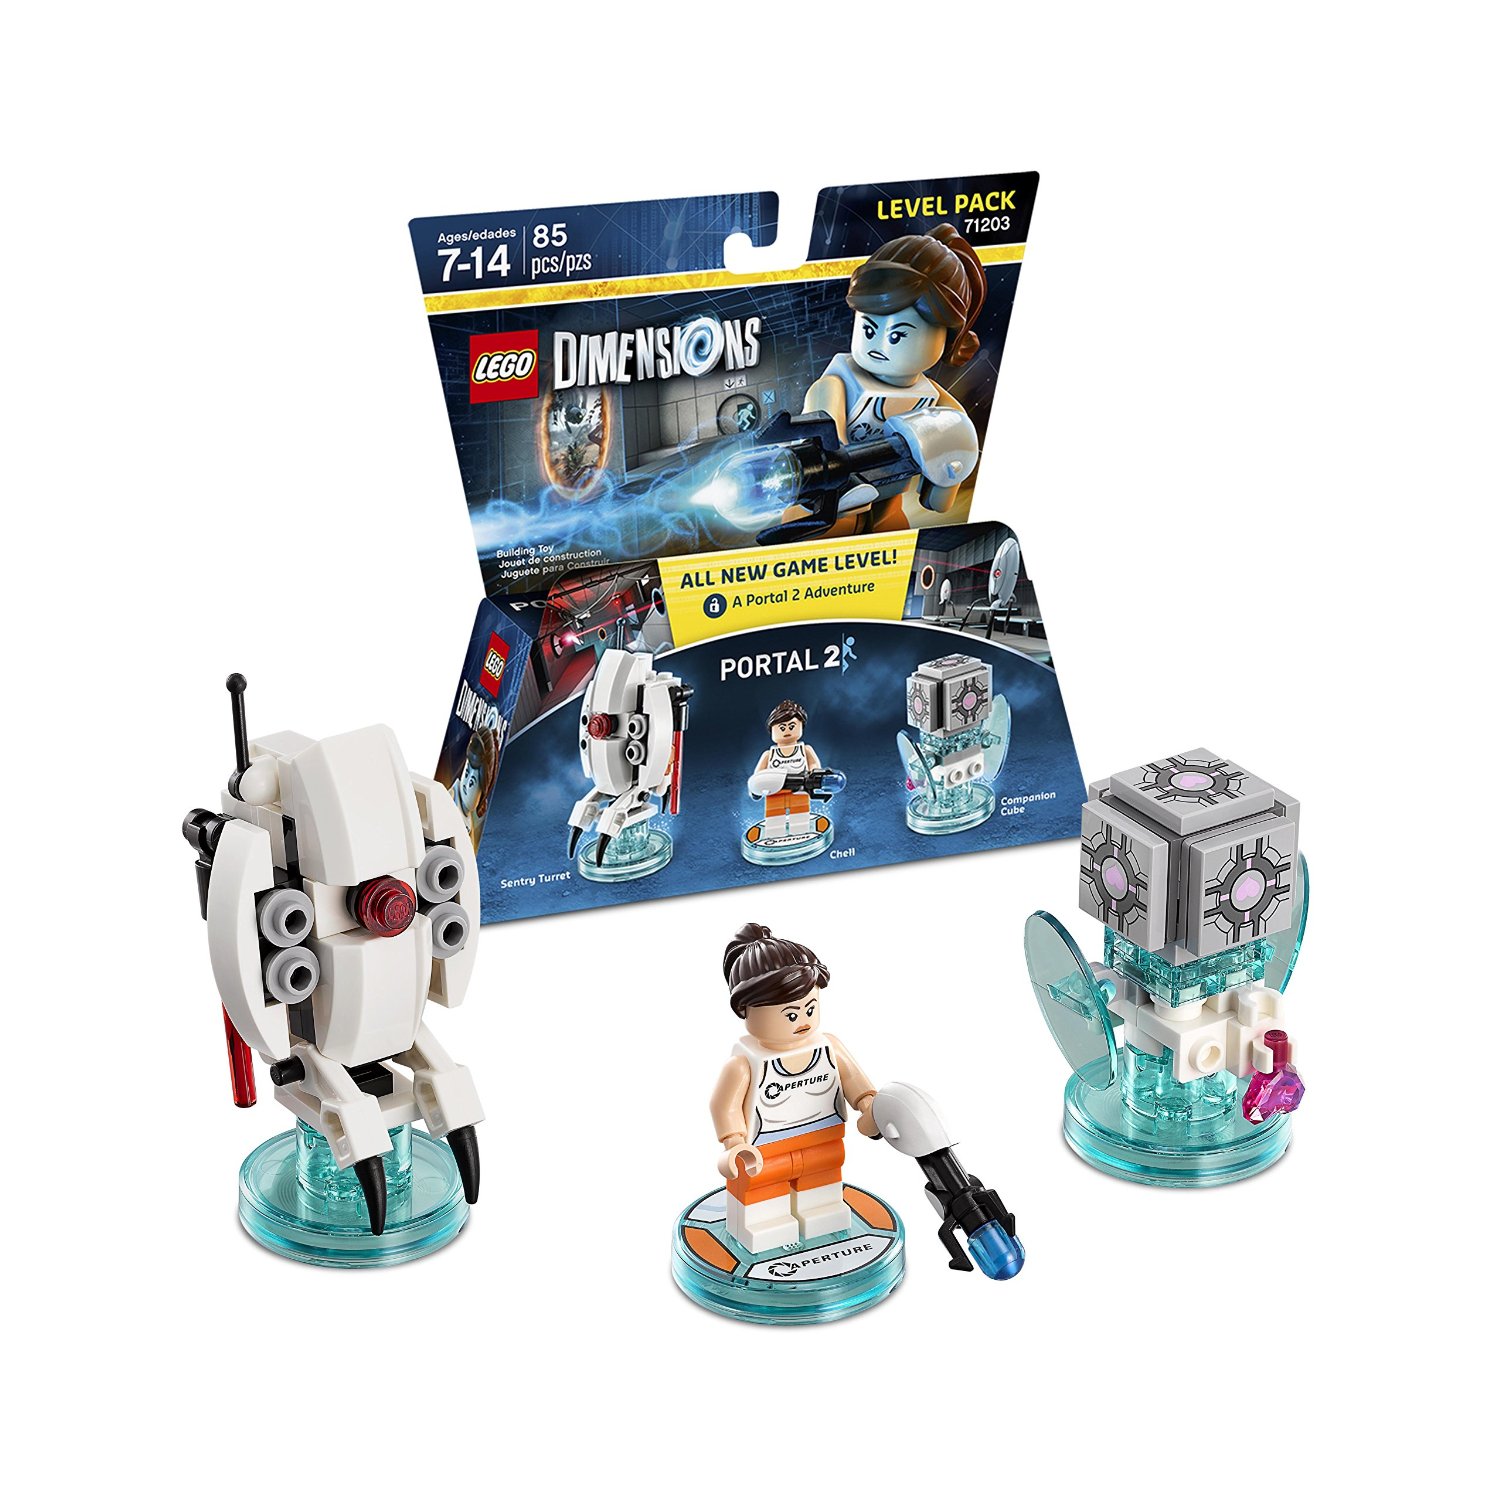 Ages/edades
7-14
85
pcs/pzs
LEVEL PACK
71203
LEGO
DIMENSIONS
Building Toy
Jouet de construction
Juguete para Construir
ALL NEW GAME LEVEL!
A Portal 2 Adventure
LEGO
DIMENSIONS
PORTAL 2
APERTURE
APERTURE
Sentry Turret
Chell
Companion
Cube
APERTURE
APERTURE